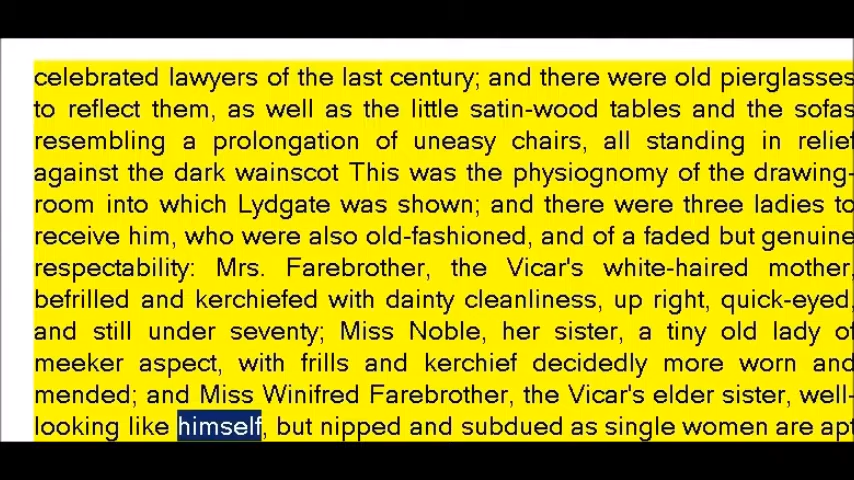 celebrated lawyers of the last century; and there were old pierglasses
to reflect them, as well as the little satin-wood tables and the sofas
resembling a prolongation of uneasy chairs, all standing in relief
against the dark wainscot This was the physiognomy of the drawing-
room into which Lydgate was shown; and there were three ladies to
receive him, who were also old-fashioned, and of a faded but genuine
respectability: Mrs. Farebrother, the Vicar's white-haired mother,
befrilled and kerchiefed with dainty cleanliness, up right, quick-eyed,
and still under seventy; Miss Noble, her sister, a tiny old lady of
meeker aspect, with frills and kerchief decidedly more worn and
mended; and Miss Winifred Farebrother, the Vicar's elder sister, well-
looking like himself, but nipped and subdued as single women are apt